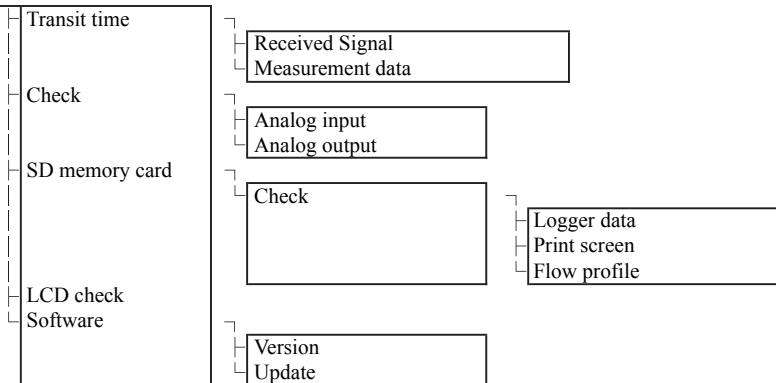 Transit time
Received Signal
Measurement data
Check
Analog input
Analog output
SD memory card
Check
Logger data
Print screen
Flow profile
LCD check
Software
Version
Update